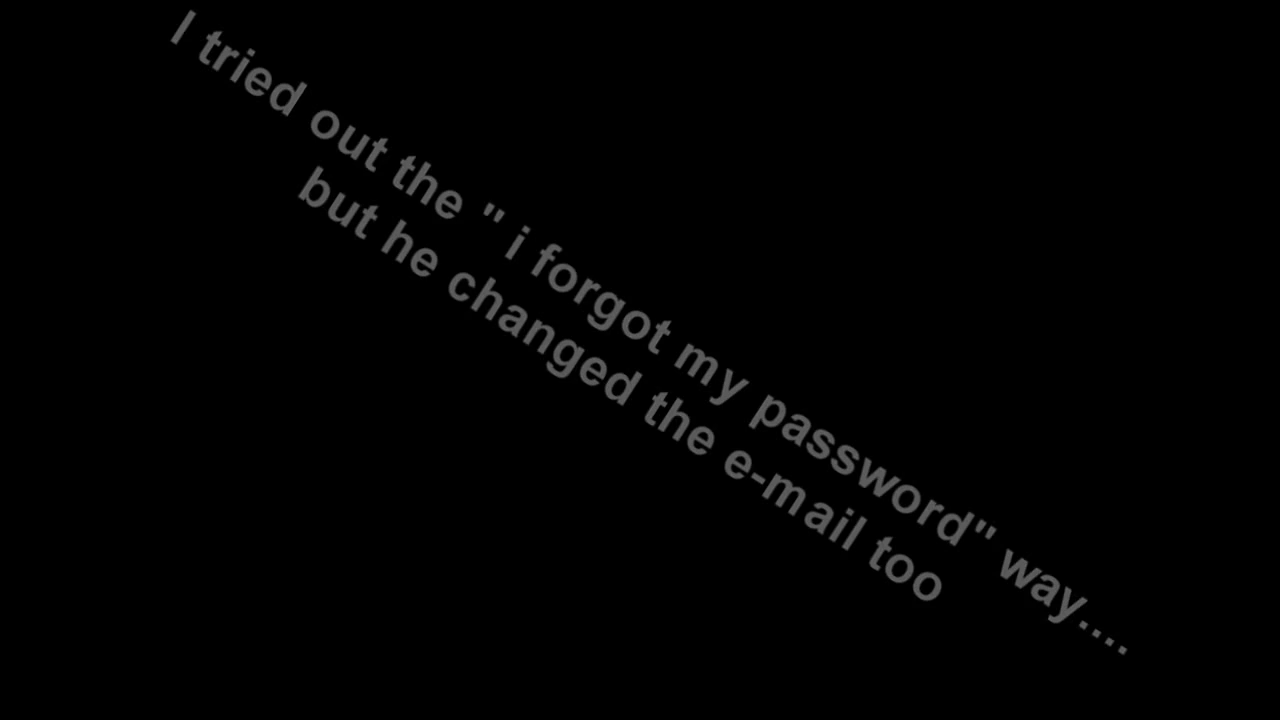 I tried out the " i forgot my password" way....
but he changed the e-mail too